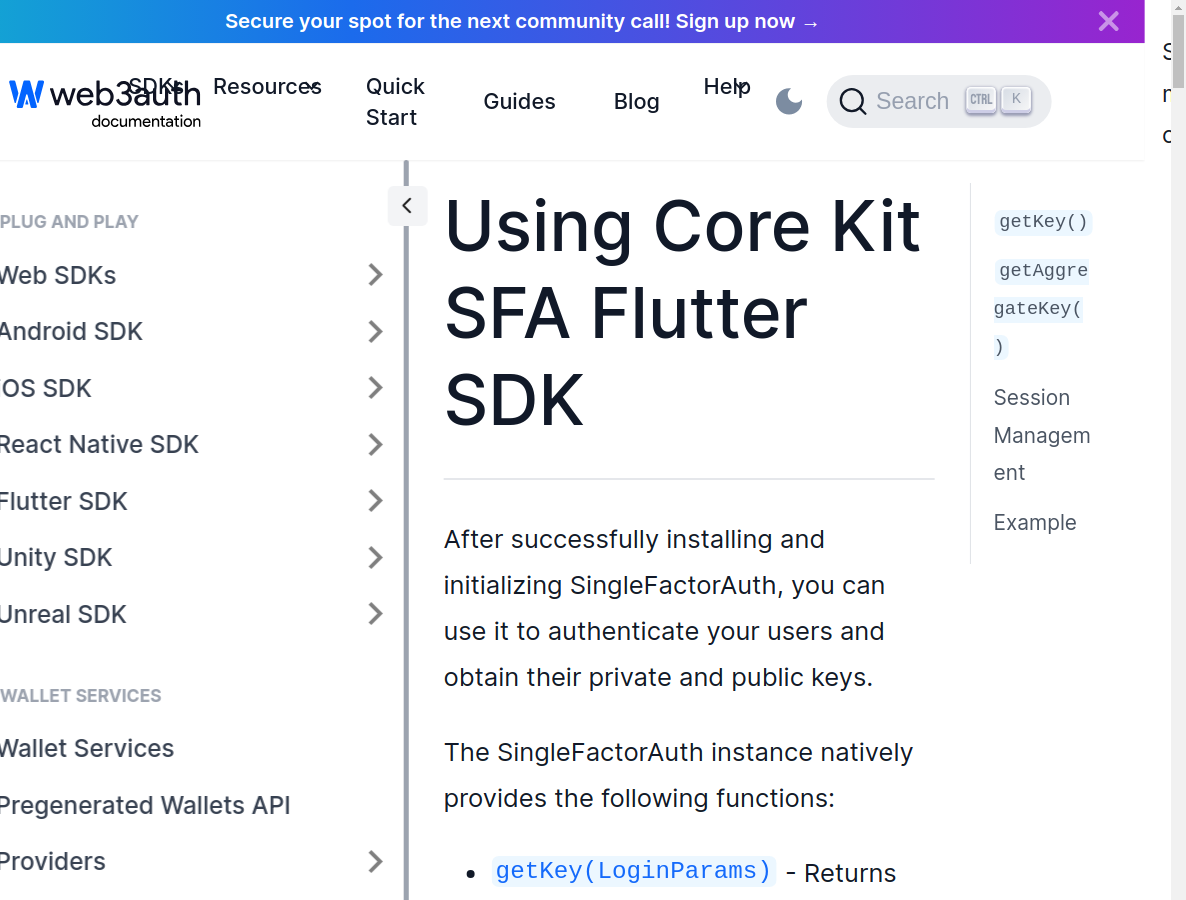 Secure your spot for the next community call! Sign up now →
web3auth
documentation
SDKs
Resources
Quick
Start
Guides
Blog
Help
Search
CTRL
K
PLUG AND PLAY
Web SDKs
Android SDK
iOS SDK
React Native SDK
Flutter SDK
Unity SDK
Unreal SDK
WALLET SERVICES
Wallet Services
Pregenerated Wallets API
Providers
Using Core Kit
SFA Flutter
SDK
After successfully installing and
initializing SingleFactorAuth, you can
use it to authenticate your users and
obtain their private and public keys.
The SingleFactorAuth instance natively
provides the following functions:
• getKey(LoginParams) - Returns
getKey()
getAggre
gateKey(
)
Session
Managem
ent
Example